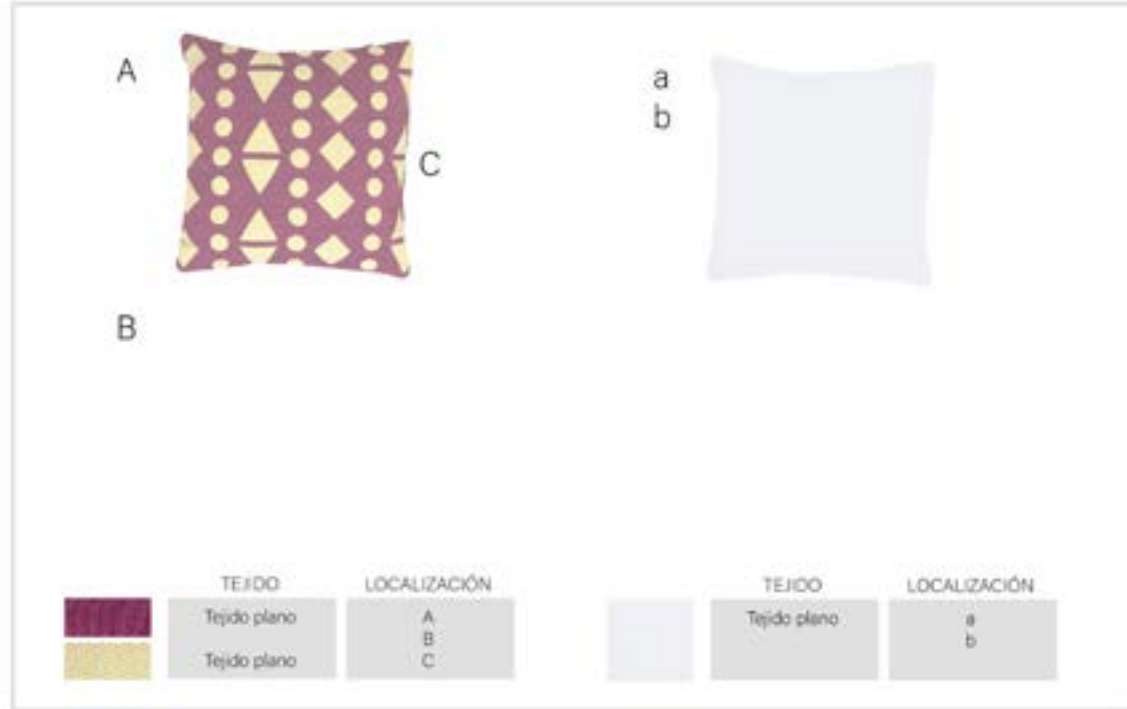 A
C
B
a
b
TEJIDO LOCALIZACIÓN
Tejido plano A
B
Tejido plano C
TEJIDO LOCALIZACIÓN
Tejido plano a
b